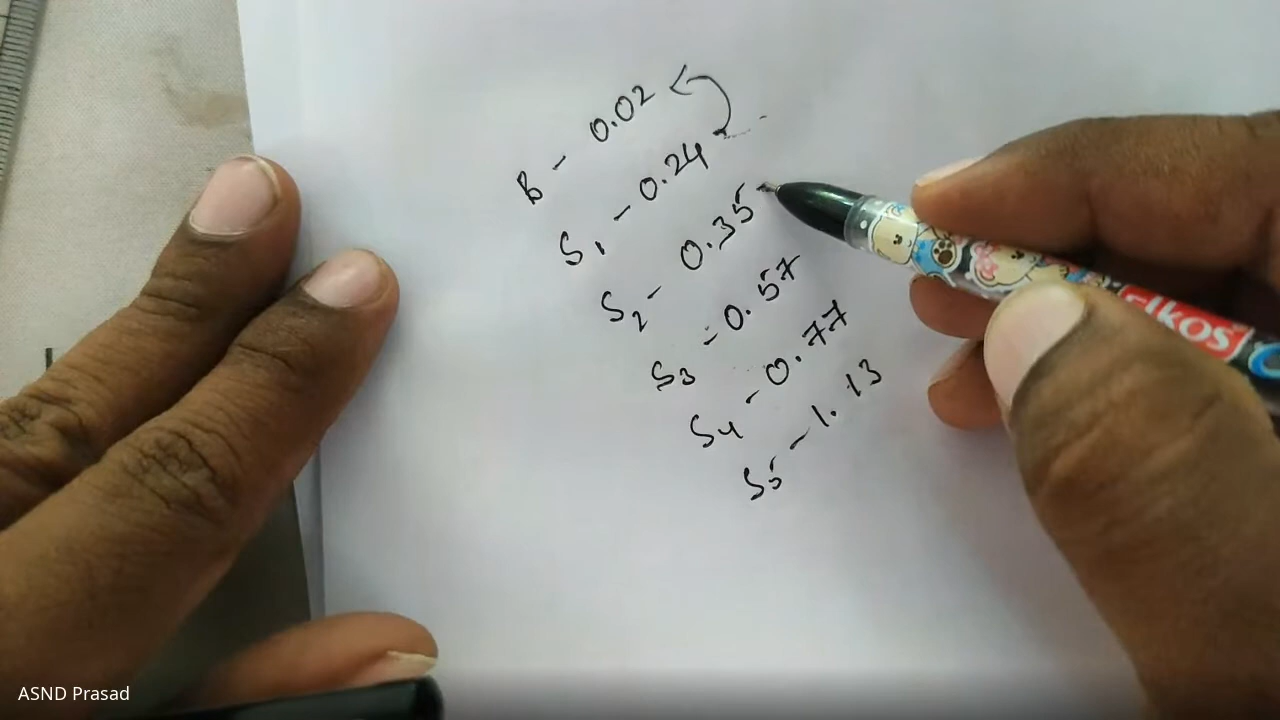 B - 0.02
S1 - 0.24
S2 - 0.35
S3 - 0.57
S4 - 0.77
S5 - 1.13
elkos
ASND Prasad